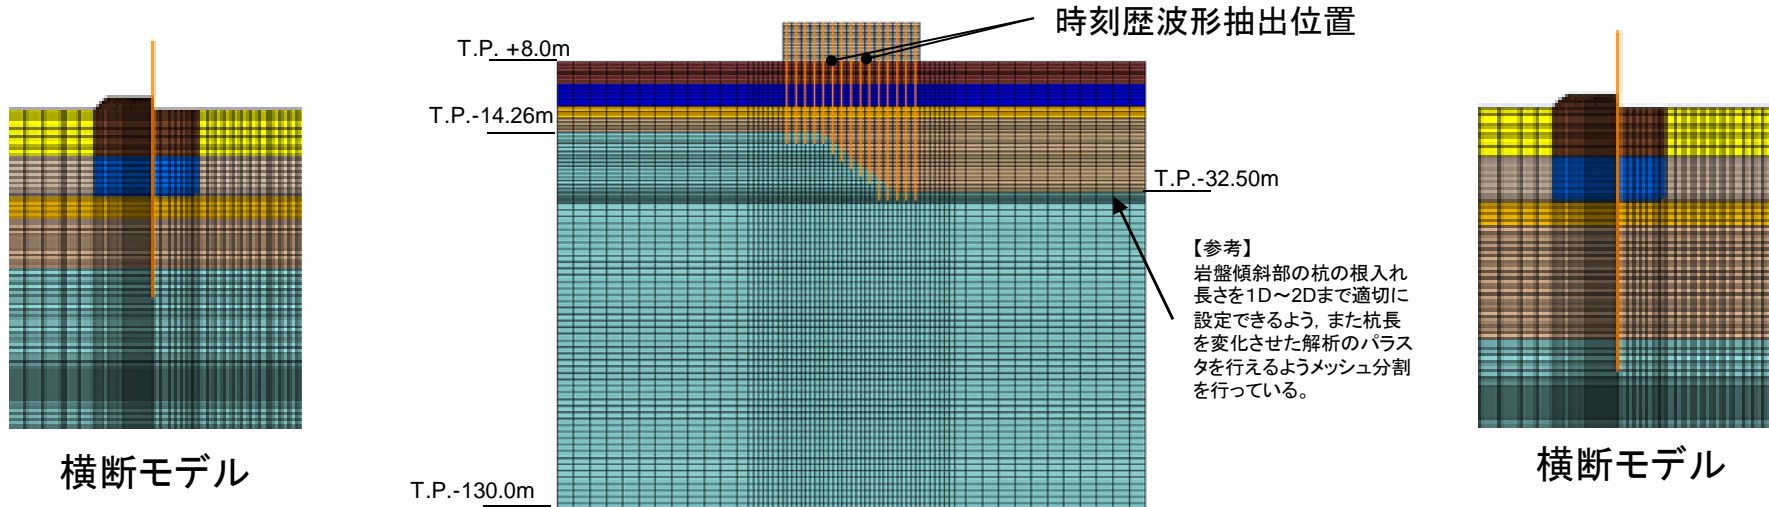 時刻歴波形抽出位置
T.P. +8.0m
T.P.-14.26m
T.P.-32.50m
【参考】
岩盤傾斜部の杭の根入れ
長さを1D～2Dまで適切に
設定できるよう, また杭長
を変化させた解析のパラス
タを行えるようメッシュ分割
を行っている。
横断モデル
横断モデル
T.P.-130.0m